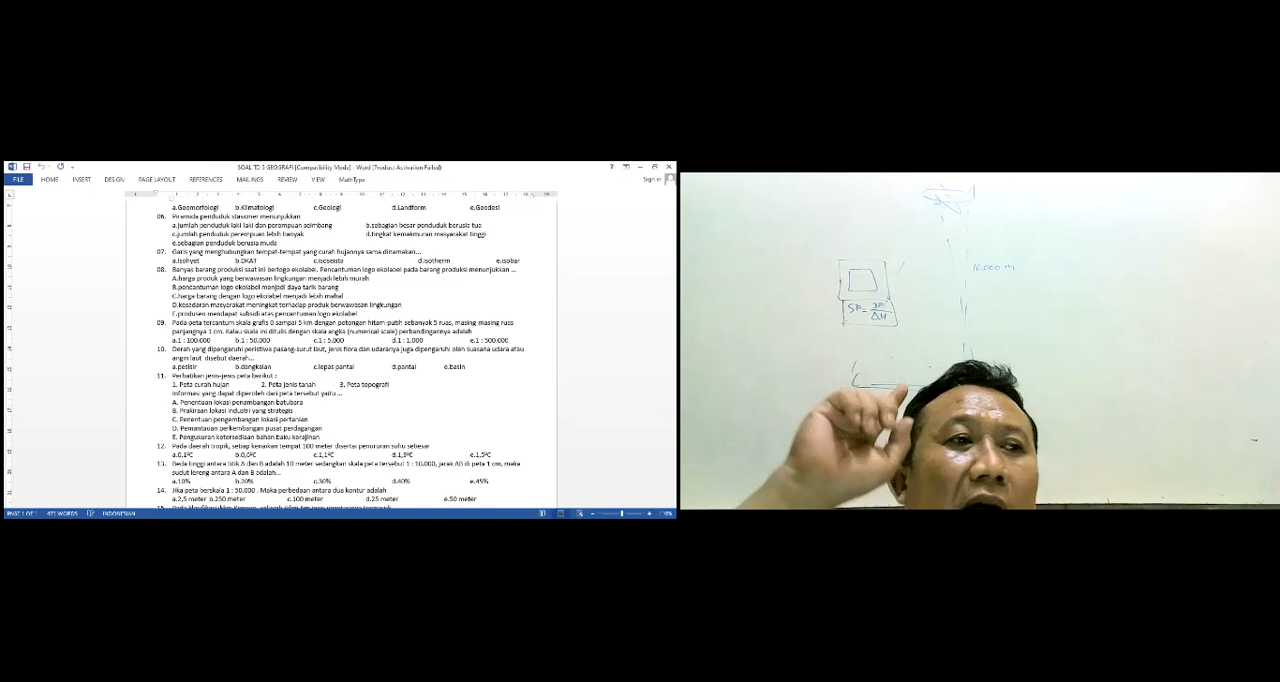 SOAL TO 5 GEOGRAFI [Compatibility Mode] - Word (Product Activation Failed)
FILE HOME INSERT DESIGN PAGE LAYOUT REFERENCES MAILINGS REVIEW VIEW MathType Sign in
a.Geomorfologi b.Klimatologi c.Geologi d.Landform e.Geodesi
06. Piramida penduduk stasioner menunjukkan
a.jumlah penduduk laki laki dan perempuan seimbang b.sebagian besar penduduk berusia tua
c.jumlah penduduk perempuan lebih banyak d.tingkat kemakmuran masyarakat tinggi
e.sebagian penduduk berusia muda
07. Garis yang menghubungkan tempat-tempat yang curah hujannya sama dinamakan...
a.isohyet b.DKAT c.isoseista d.isotherm e.isobar
08. Banyak barang produksi saat ini berlogo ekolabel. Pencantuman logo ekolabel pada barang produksi menunjukkan ...
A.harga produk yang berwawasan lingkungan menjadi lebih murah
B.pencantuman logo ekolabel menjadi daya tarik barang
C.harga barang dengan logo ekolabel menjadi lebih mahal
D.kesadaran masyarakat meningkat terhadap produk berwawasan lingkungan
E.produsen mendapat subsidi atas pencantuman logo ekolabel
09. Pada peta tercantum skala grafis 0 sampai 5 km dengan potongan hitam-putih sebanyak 5 ruas, masing-masing ruas
panjangnya 1 cm. Kalau skala ini ditulis dengan skala angka (numerical scale) perbandingannya adalah
a.1 : 100.000 b.1 : 50.000 c.1 : 5.000 d.1 : 1.000 e.1 : 500.000
10. Derah yang dipengaruhi peristiwa pasang-surut laut, jenis flora dan udaranya juga dipengaruhi oleh suasana udara atau
angin laut disebut daerah...
a.pesisir b.dangkalan c.lepas pantai d.pantai e.basin
11. Perhatikan jenis-jenis peta berikut :
1. Peta curah hujan 2. Peta jenis tanah 3. Peta topografi
Informasi yang dapat diperoleh dari peta tersebut yaitu ...
A. Penentuan lokasi penambangan batubara
B. Prakiraan lokasi industri yang strategis
C. Penentuan pengembangan lokasi pertanian
D. Pemantauan perkembangan pusat perdagangan
E. Pengukuran ketersediaan bahan baku kerajinan
12. Pada daerah tropik, setiap kenaikan tempat 100 meter disertai penurunan suhu sebesar
a.0,1ºC b.0,6ºC c.1,1ºC d.1,3ºC e.1,5ºC
13. Beda tinggi antara titik A dan B adalah 10 meter sedangkan skala peta tersebut 1 : 10.000, jarak AB di peta 1 cm, maka
sudut lereng antara A dan B adalah...
a.10% b.20% c.30% d.40% e.45%
14. Jika peta berskala 1 : 50.000 . Maka perbedaan antara dua kontur adalah
a.2,5 meter b.250 meter c.100 meter d.25 meter e.50 meter
PAGE 1 OF 471 WORDS INDONESIAN
10.000 m